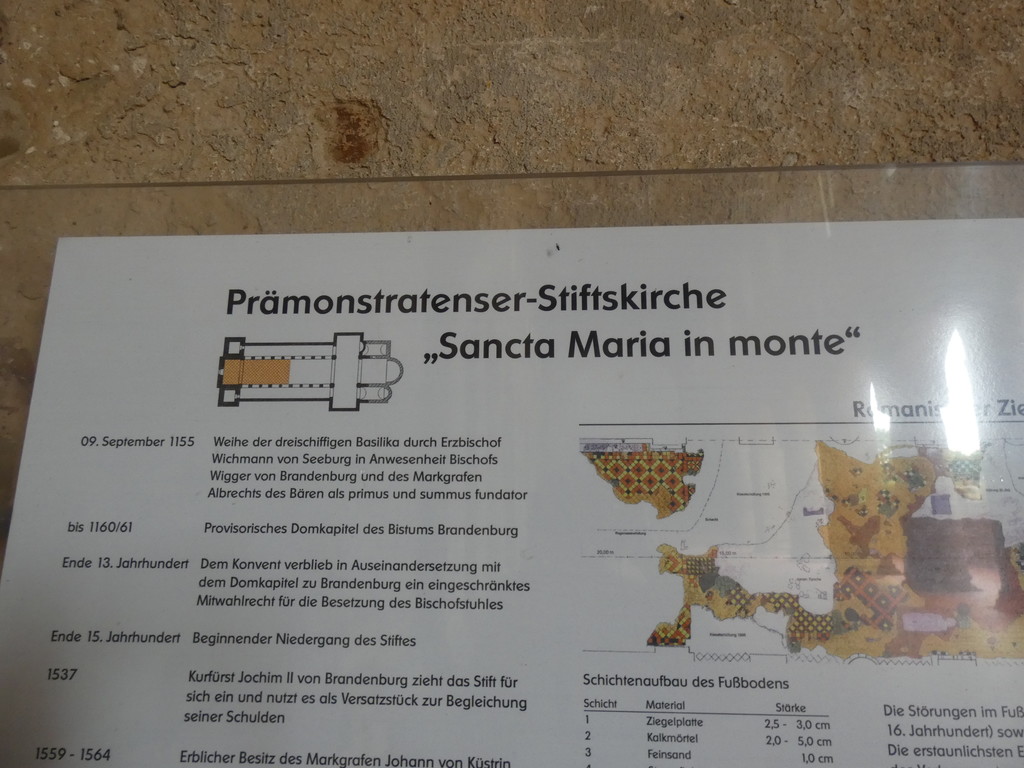 Prämonstratenser-Stiftskirche
„Sancta Maria in monte“
09. September 1155 Weihe der dreischiffigen Basilika durch Erzbischof
Wichmann von Seeburg in Anwesenheit Bischofs
Wigger von Brandenburg und des Markgrafen
Albrechts des Bären als primus und summus fundator
bis 1160/61 Provisorisches Domkapitel des Bistums Brandenburg
Ende 13. Jahrhundert Dem Konvent verblieb in Auseinandersetzung mit
dem Domkapitel zu Brandenburg ein eingeschränktes
Mitwahlrecht für die Besetzung des Bischofstuhles
Ende 15. Jahrhundert Beginnender Niedergang des Stiftes
1537 Kurfürst Jochim II von Brandenburg zieht das Stift für
sich ein und nutzt es als Versatzstück zur Begleichung
seiner Schulden
1559 - 1564 Erblicher Besitz des Markgrafen Johann von Küstrin
Schichtenaufbau des Fußbodens
Schicht Material Stärke
1 Ziegelplatte 2,5 - 3,0 cm
2 Kalkmörtel 2,0 - 5,0 cm
3 Feinsand 1,0 cm
Die Störungen im Fuß
16. Jahrhundert) sow
Die erstaunlichsten E